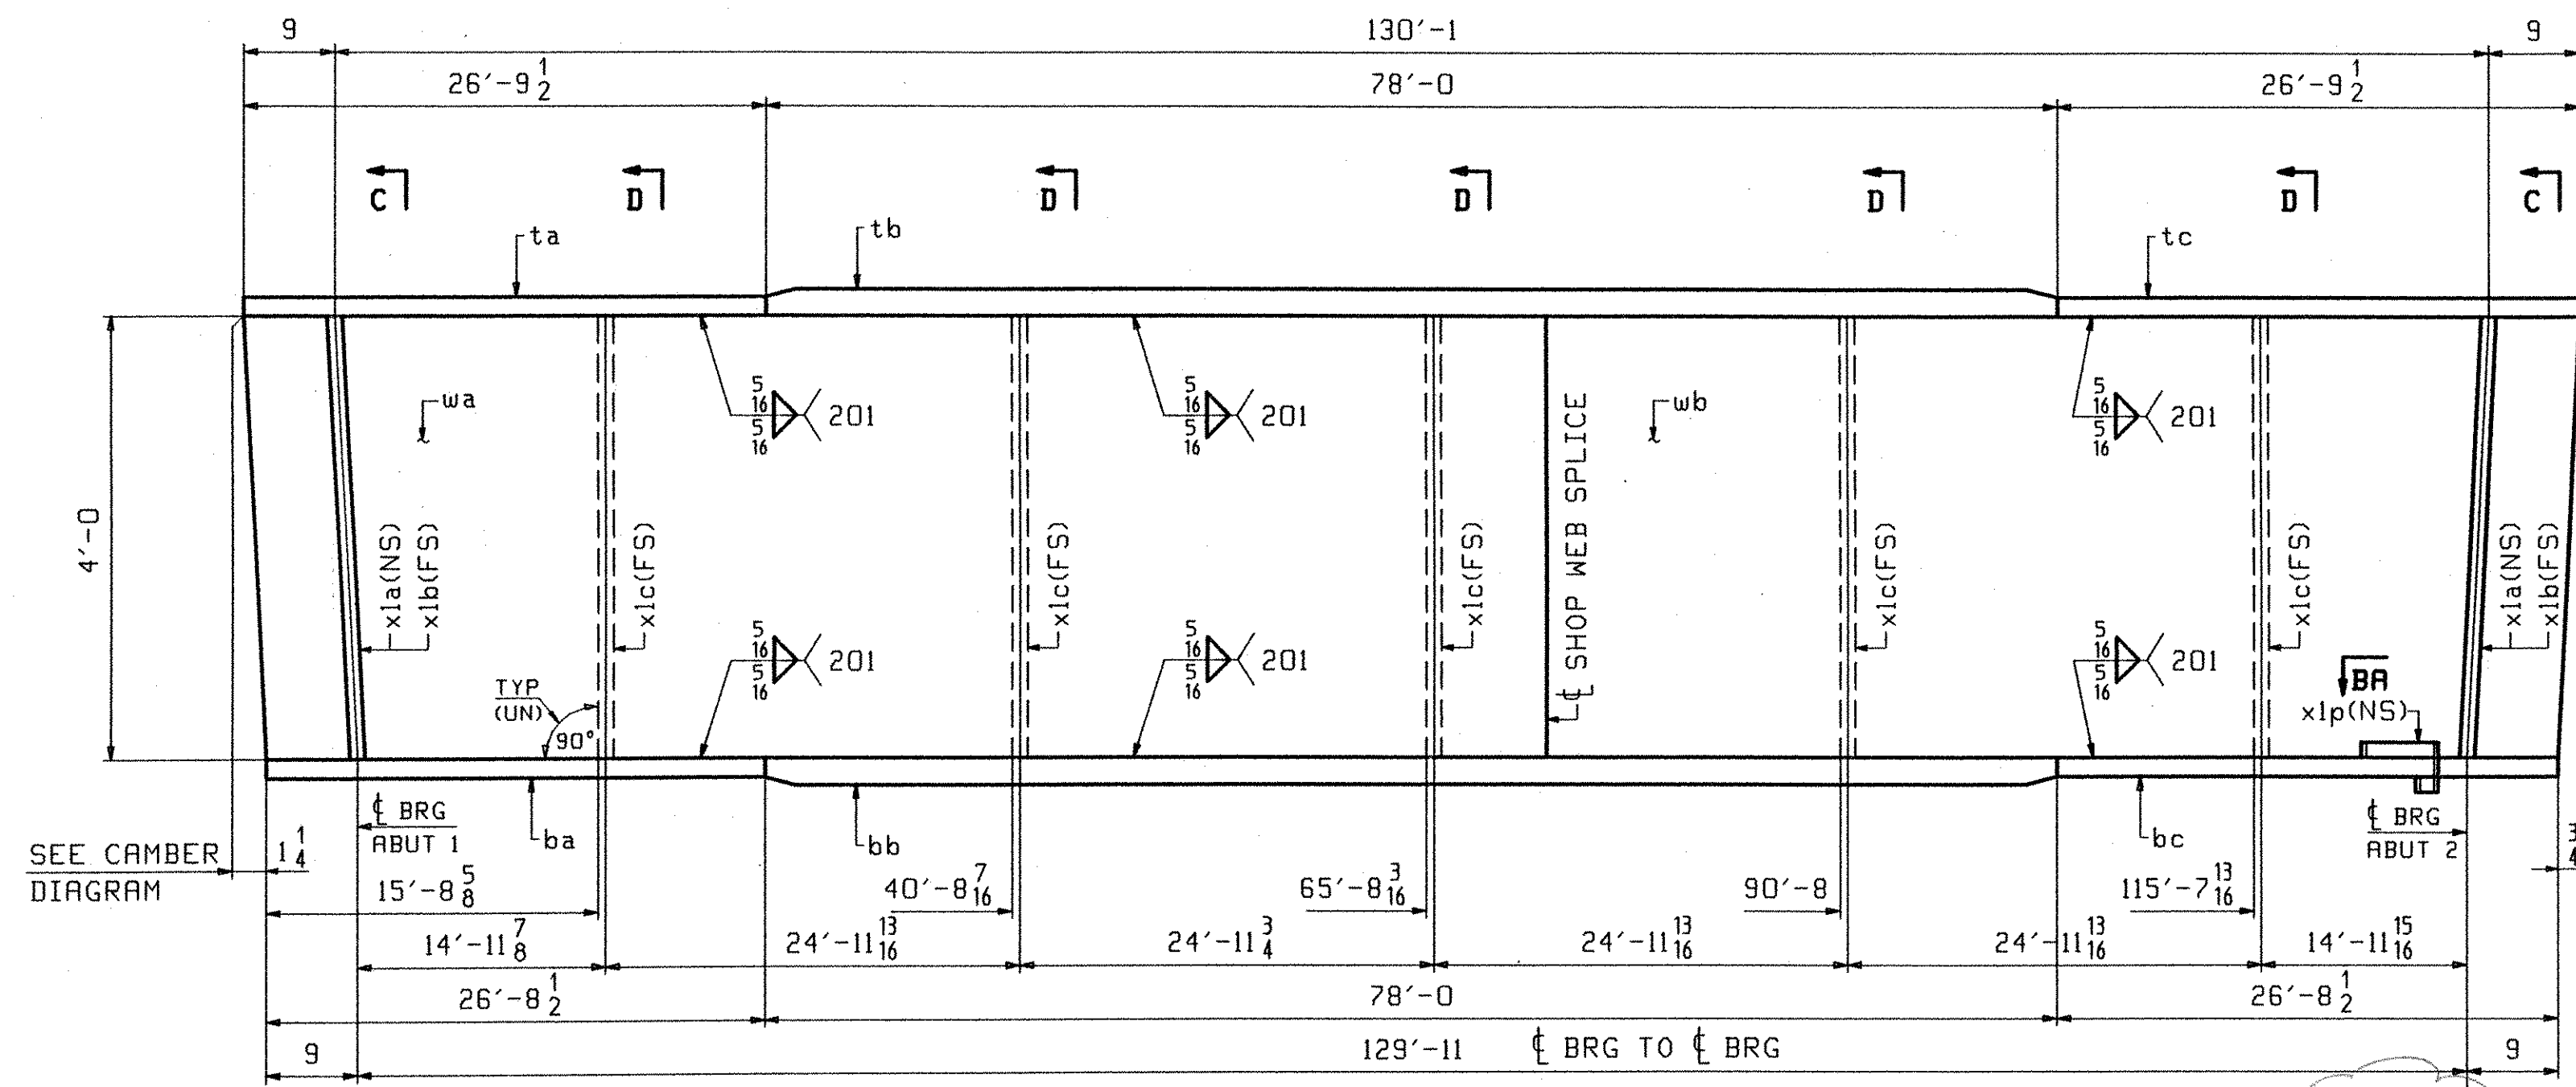 9 130′-1 9
26′-9 1/2 78′-0 26′-9 1/2
C D D D D D C
ta tb tc
wa wb
5/16 5/16 201 5/16 5/16 201 5/16 5/16 201
4′-0
x1a(NS)
x1b(FS)
x1c(FS)
x1c(FS)
x1c(FS)
℄ SHOP WEB SPLICE
x1c(FS)
x1c(FS)
x1a(NS)
x1b(FS)
5/16 5/16 201 5/16 5/16 201 5/16 5/16 201
TYP
(UN)
90°
BA
x1p(NS)
℄ BRG
ABUT 1
ba bb bc
℄ BRG
ABUT 2
SEE CAMBER
DIAGRAM
1 1/4 3/4
15′-8 5/8 40′-8 7/16 65′-8 3/16 90′-8 115′-7 13/16
14′-11 7/8 24′-11 13/16 24′-11 3/4 24′-11 13/16 24′-11 13/16 14′-11 15/16
26′-8 1/2 78′-0 26′-8 1/2
9 129′-11 ℄ BRG TO ℄ BRG 9